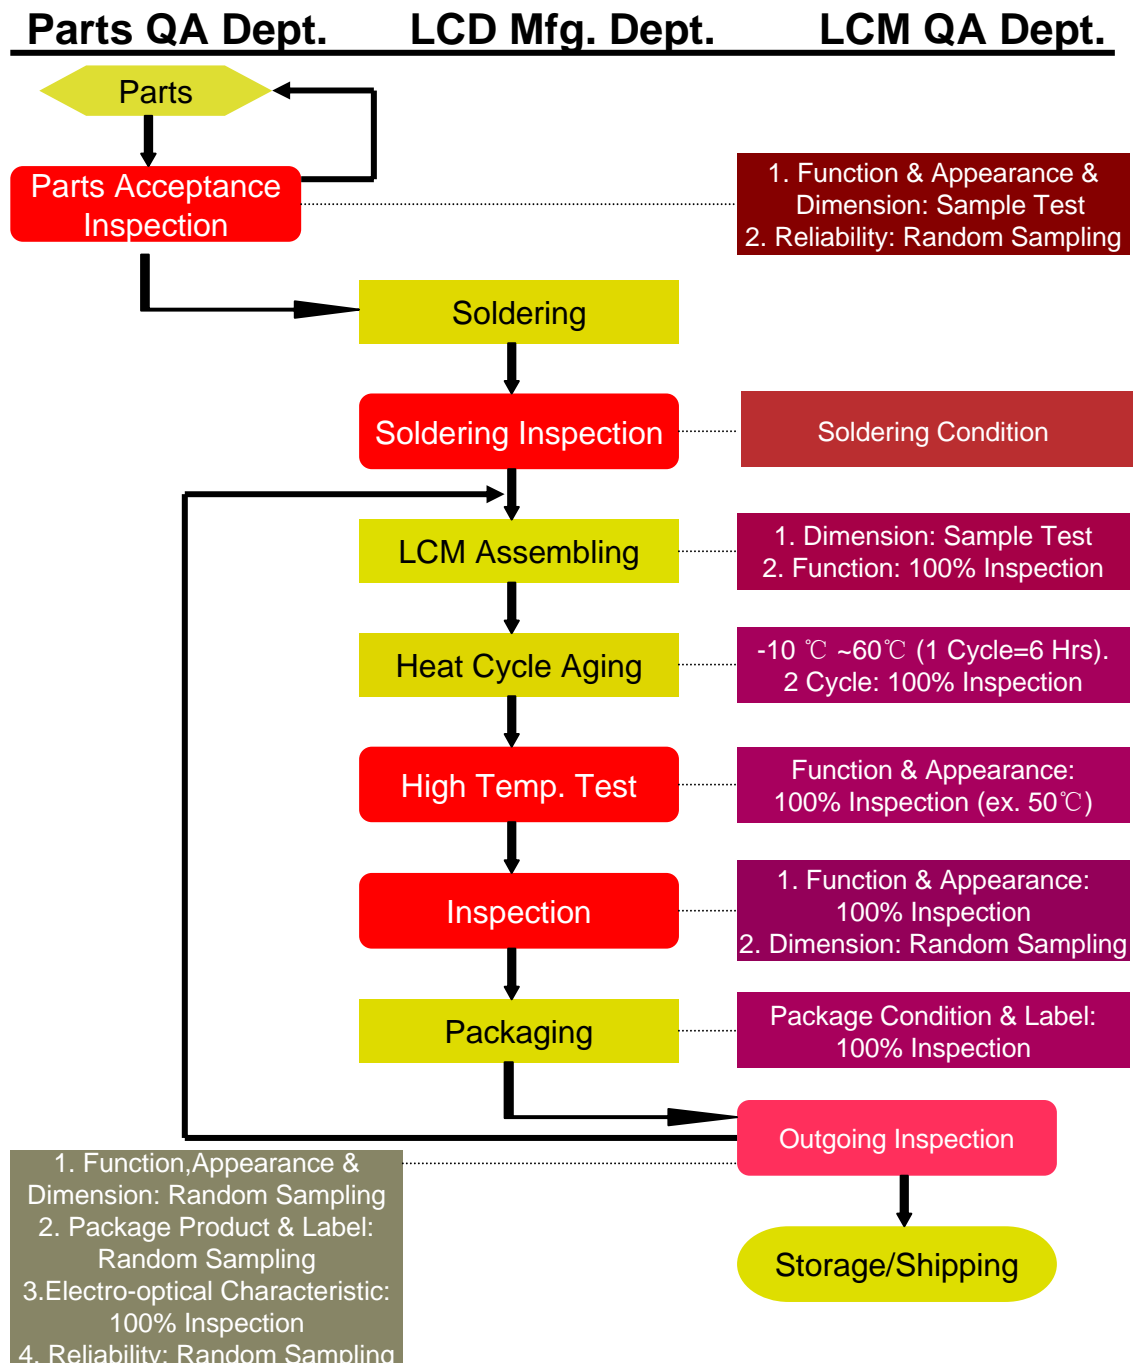 Parts QA Dept. LCD Mfg. Dept. LCM QA Dept.
Parts
Parts Acceptance
Inspection
1. Function & Appearance &
Dimension: Sample Test
2. Reliability: Random Sampling
Soldering
Soldering Inspection
Soldering Condition
LCM Assembling
1. Dimension: Sample Test
2. Function: 100% Inspection
Heat Cycle Aging
-10 ℃ ~60℃ (1 Cycle=6 Hrs).
2 Cycle: 100% Inspection
High Temp. Test
Function & Appearance:
100% Inspection (ex. 50℃)
Inspection
1. Function & Appearance:
100% Inspection
2. Dimension: Random Sampling
Packaging
Package Condition & Label:
100% Inspection
Outgoing Inspection
1. Function,Appearance &
Dimension: Random Sampling
2. Package Product & Label:
Random Sampling
3.Electro-optical Characteristic:
100% Inspection
4. Reliability: Random Sampling
Storage/Shipping